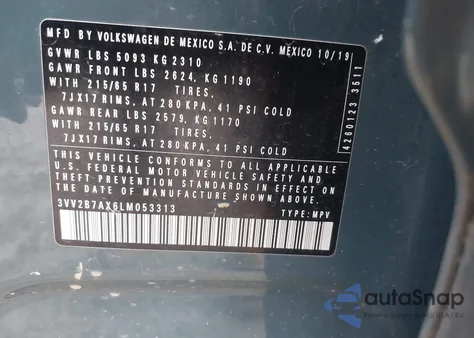 MFD BY VOLKSWAGEN DE MEXICO S.A. DE C.V. MEXICO 10/19
GVWR LBS 5093 KG 2310
GAWR FRONT LBS 2624, KG 1190
WITH 215/65 R17 TIRES,
7JX17 RIMS, AT 280 KPA, 41 PSI COLD
GAWR REAR LBS 2579, KG 1170
WITH 215/65 R17 TIRES,
7JX17 RIMS, AT 280 KPA, 41 PSI COLD
THIS VEHICLE CONFORMS TO ALL APPLICABLE
U.S. FEDERAL MOTOR VEHICLE SAFETY AND
THEFT PREVENTION STANDARDS IN EFFECT ON
THE DATE OF MANUFACTURE SHOWN ABOVE.
3VV2B7AX6LM053313 TYPE: MPV
4260123 3511
autoSnap